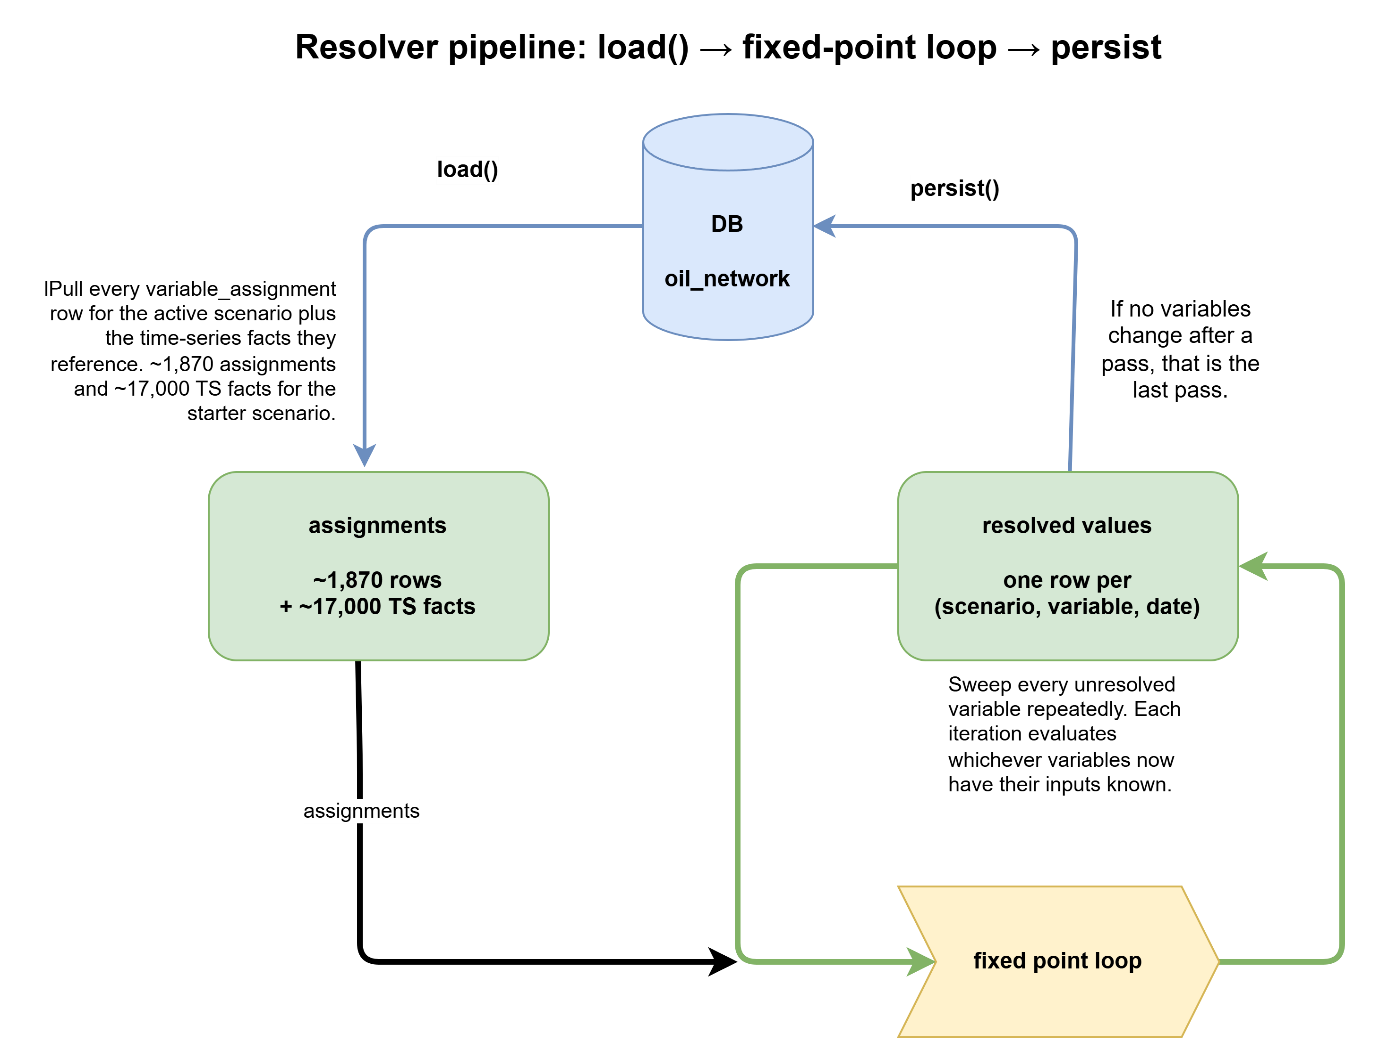 Resolver pipeline: load() → fixed-point loop → persist
load()
persist()
DB
oil_network
lPull every variable_assignment
row for the active scenario plus
the time-series facts they
reference. ~1,870 assignments
and ~17,000 TS facts for the
starter scenario.
If no variables
change after a
pass, that is the
last pass.
assignments
~1,870 rows
+ ~17,000 TS facts
resolved values
one row per
(scenario, variable, date)
Sweep every unresolved
variable repeatedly. Each
iteration evaluates
whichever variables now
have their inputs known.
assignments
fixed point loop